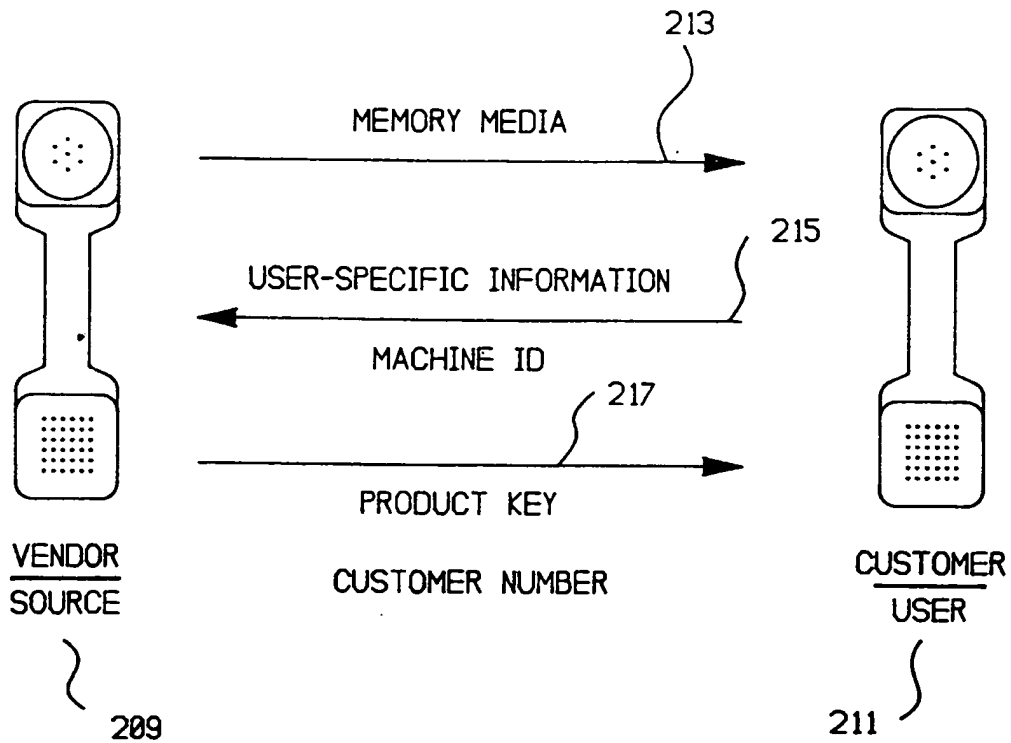 213
MEMORY MEDIA
215
USER-SPECIFIC INFORMATION
MACHINE ID
217
PRODUCT KEY
VENDOR
SOURCE
CUSTOMER NUMBER
CUSTOMER
USER
209
211